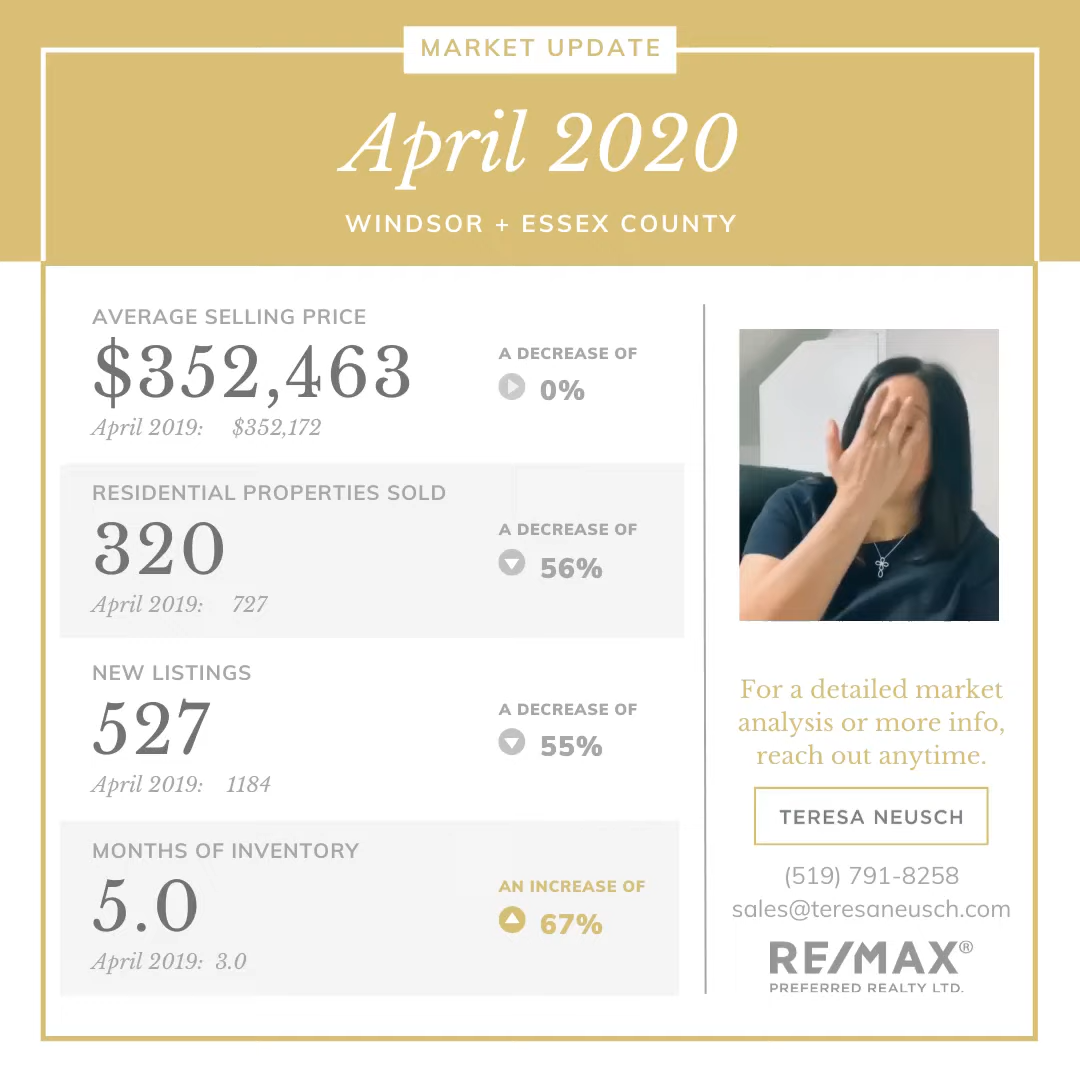 MARKET UPDATE
April 2020
WINDSOR + ESSEX COUNTY
AVERAGE SELLING PRICE
$352,463
April 2019: $352,172
A DECREASE OF
0%
RESIDENTIAL PROPERTIES SOLD
320
April 2019: 727
A DECREASE OF
56%
NEW LISTINGS
527
April 2019: 1184
A DECREASE OF
55%
MONTHS OF INVENTORY
5.0
April 2019: 3.0
AN INCREASE OF
67%
For a detailed market
analysis or more info,
reach out anytime.
TERESA NEUSCH
(519) 791-8258
sales@teresaneusch.com
RE/MAX®
PREFERRED REALTY LTD.